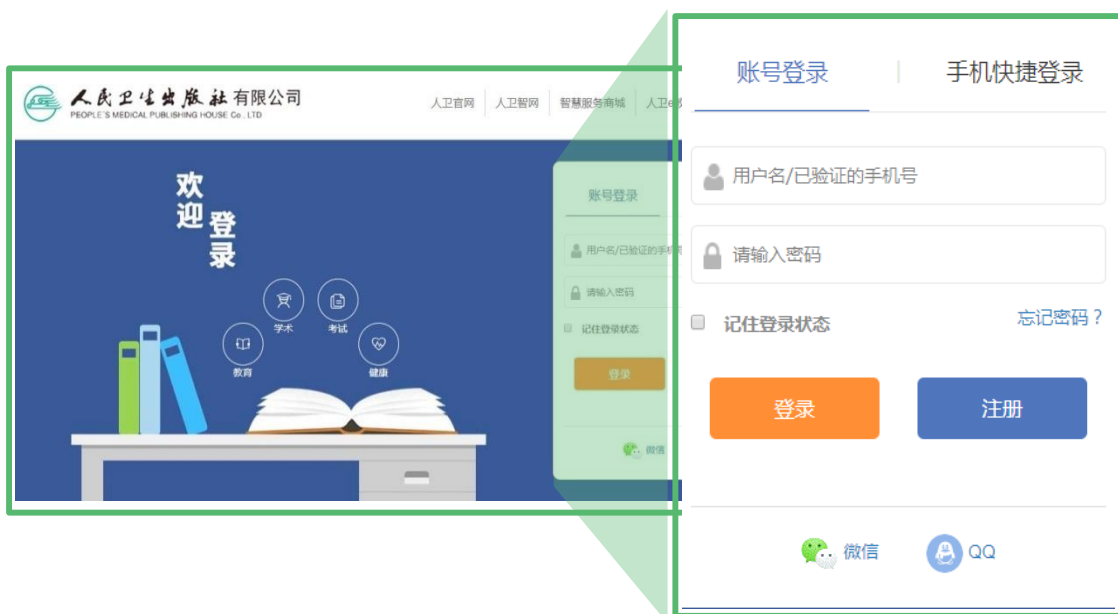 人民卫生出版社有限公司
PEOPLE'S MEDICAL PUBLISHING HOUSE Co., LTD
人卫官网
人卫智网
智慧服务商城
人卫e
欢迎
登录
学术
考试
教育
健康
账号登录
用户名/已验证的手机号
请输入密码
记住登录状态
登录
微信
账号登录
手机快捷登录
用户名/已验证的手机号
请输入密码
记住登录状态
忘记密码？
登录
注册
微信
QQ